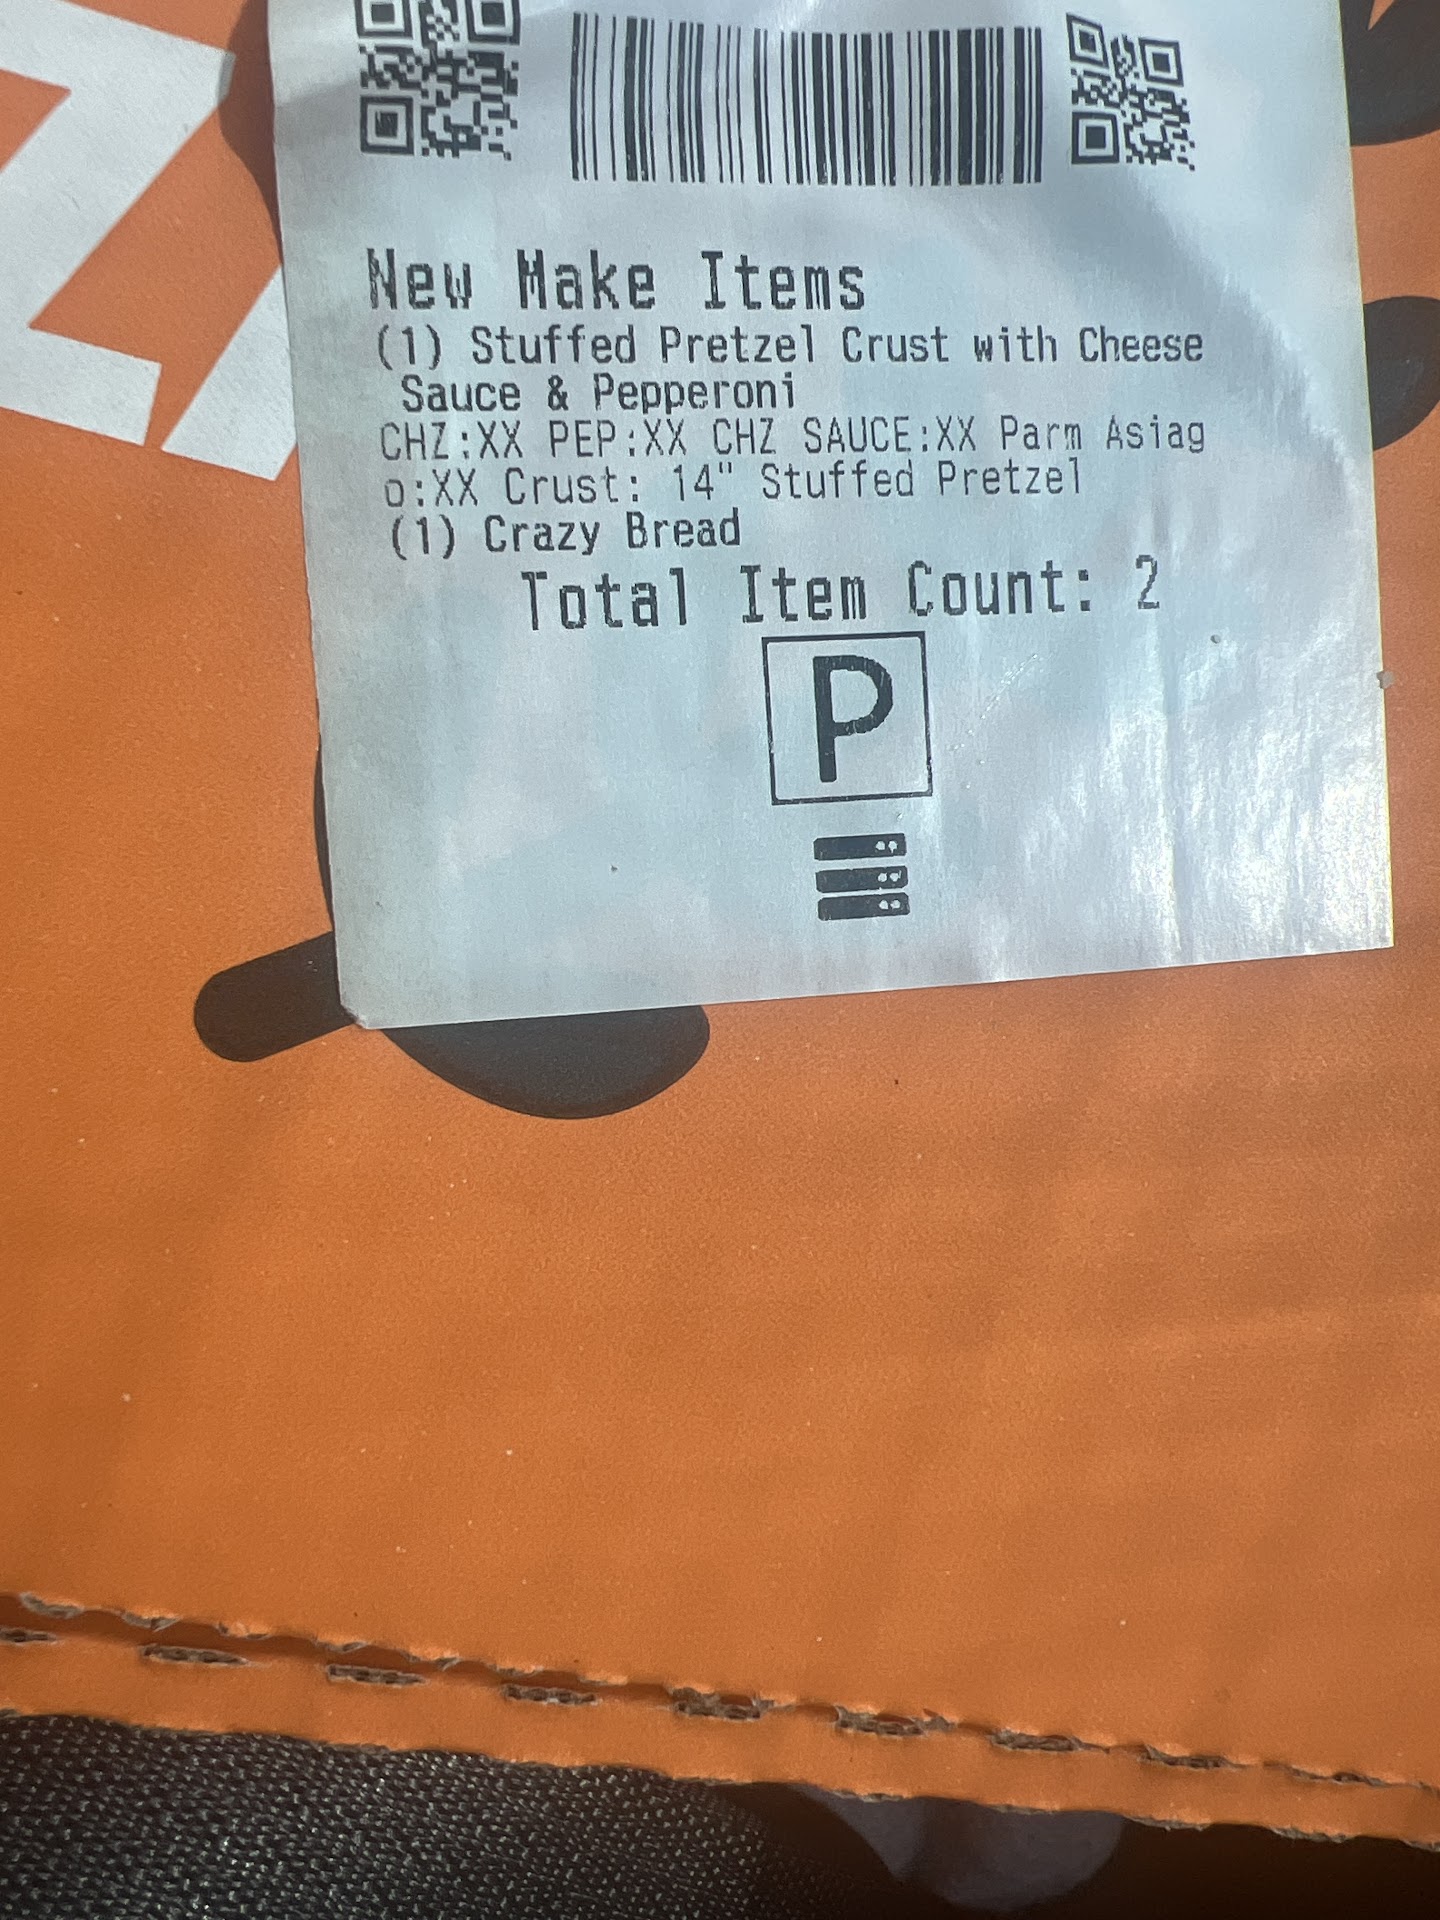 New Make Items
(1) Stuffed Pretzel Crust with Cheese
Sauce & Pepperoni
CHZ:XX PEP:XX CHZ SAUCE:XX Parm Asiag
o:XX Crust: 14" Stuffed Pretzel
(1) Crazy Bread
Total Item Count: 2
P